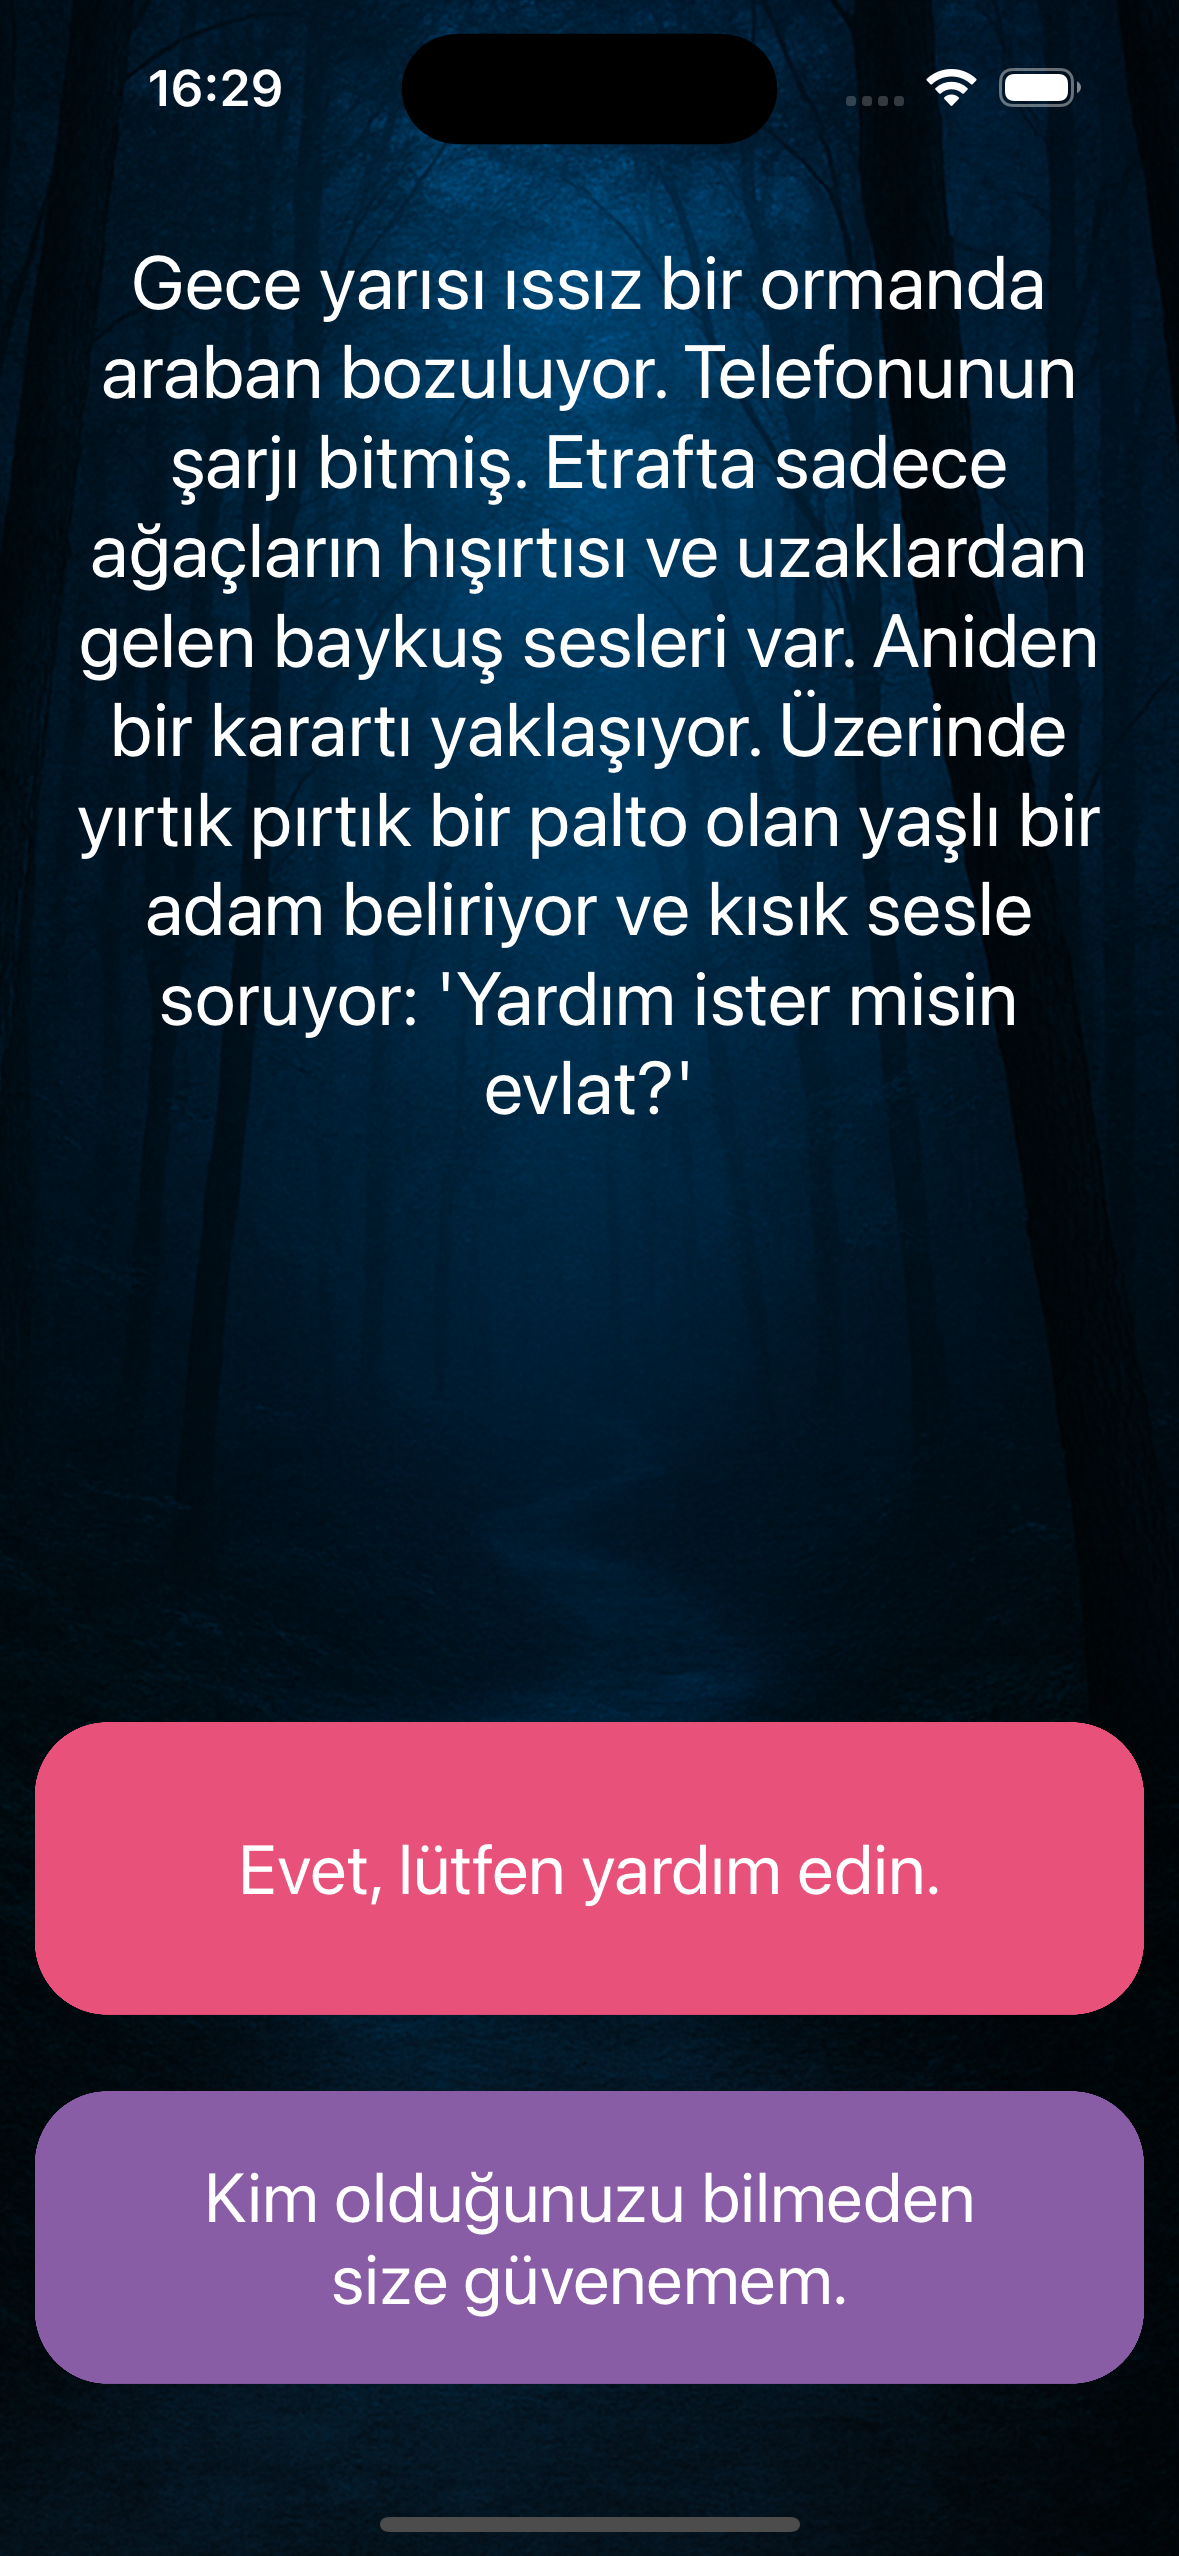 16:29
Gece yarısı ıssız bir ormanda
araban bozuluyor. Telefonunun
şarjı bitmiş. Etrafta sadece
ağaçların hışırtısı ve uzaklardan
gelen baykuş sesleri var. Aniden
bir karartı yaklaşıyor. Üzerinde
yırtık pırtık bir palto olan yaşlı bir
adam beliriyor ve kısık sesle
soruyor: 'Yardım ister misin
evlat?'
Evet, lütfen yardım edin.
Kim olduğunuzu bilmeden
size güvenemem.